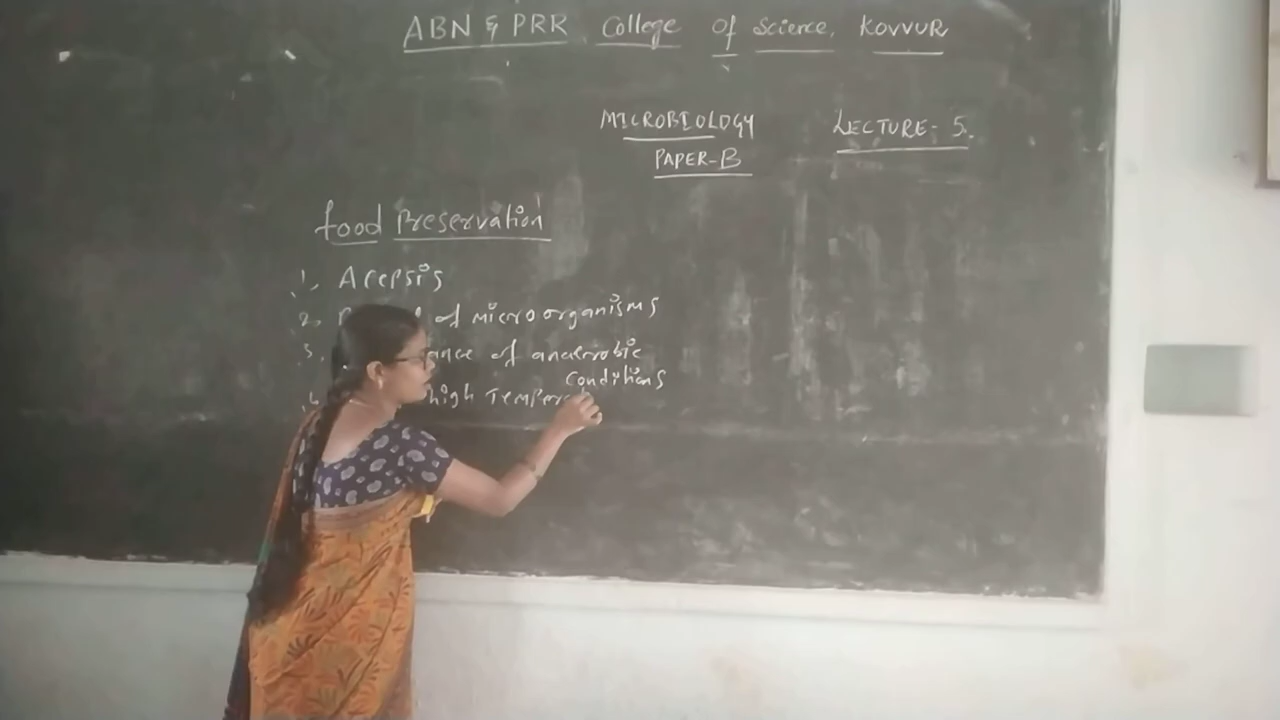 ABN & PRR College of Science, KOVVUR
MICROBIOLOGY LECTURE- 5.
PAPER-B
food Preservation
1, Asepsis
2, of microorganisms
3, of anaerobic
conditions
4, high